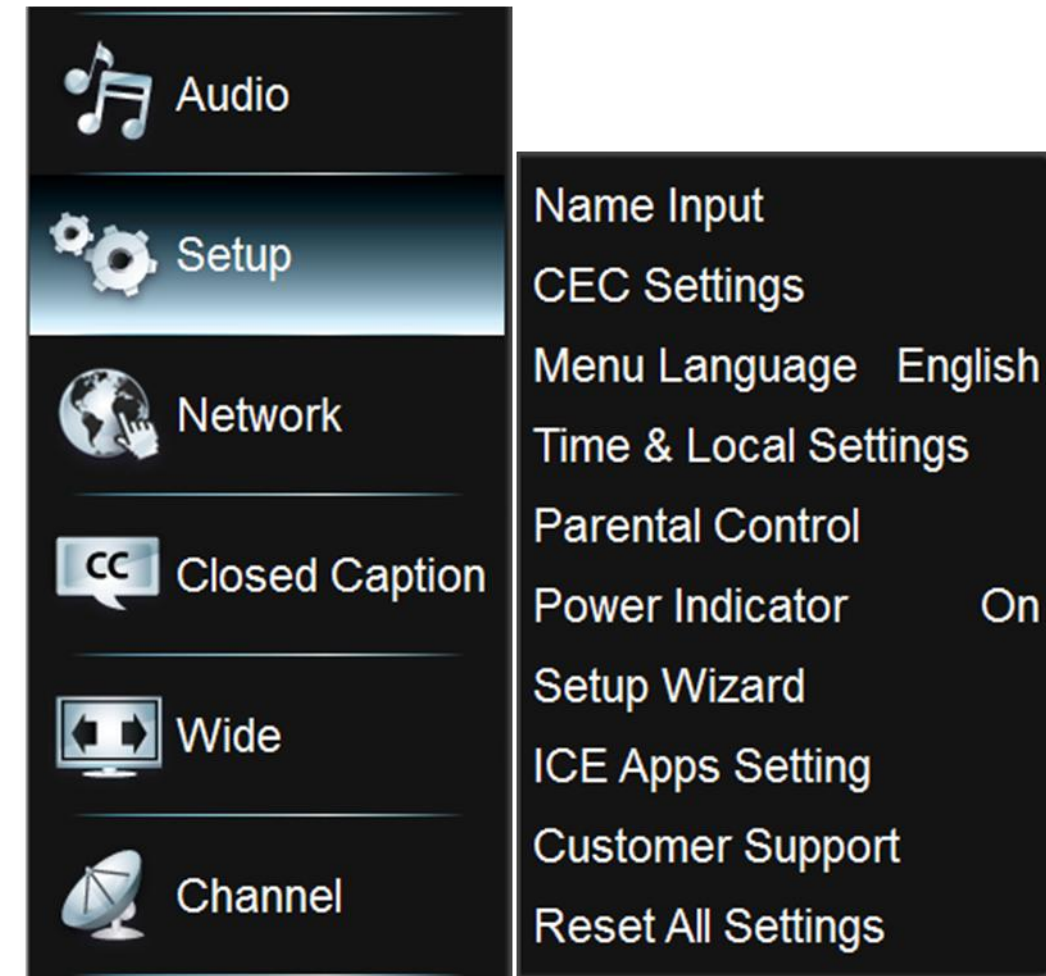 Audio
Setup
Network
CC
Closed Caption
Wide
Channel
Name Input
CEC Settings
Menu Language English
Time & Local Settings
Parental Control
Power Indicator On
Setup Wizard
ICE Apps Setting
Customer Support
Reset All Settings